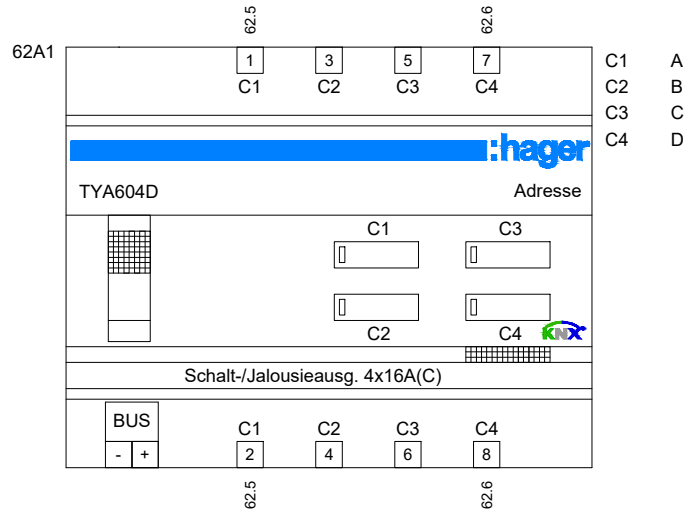 62.5 62.6
62A1
1 3 5 7
C1 C2 C3 C4
C1 A
C2 B
C3 C
C4 D
:hager
TYA604D Adresse
C1 C3
C2 C4
KNX
Schalt-/Jalousieausg. 4x16A(C)
BUS
- +
C1 C2 C3 C4
2 4 6 8
62.5 62.6